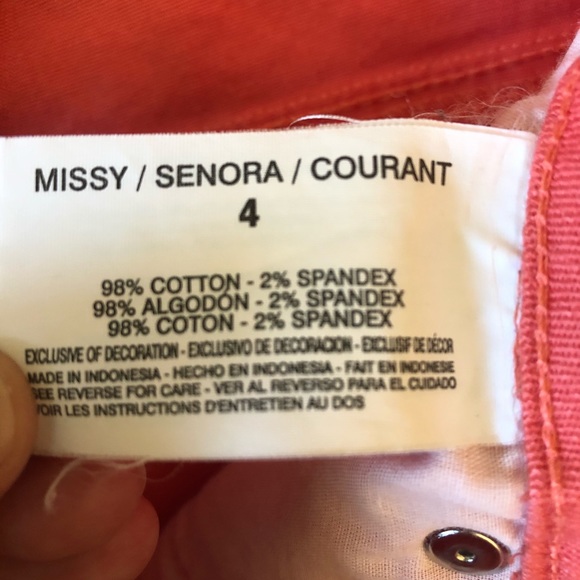 MISSY / SENORA / COURANT
4
98% COTTON - 2% SPANDEX
98% ALGODÓN - 2% SPANDEX
98% COTON - 2% SPANDEX
EXCLUSIVE OF DECORATION - EXCLUSIVO DE DECORACION - EXCLUSIF DE DÉCOR
MADE IN INDONESIA - HECHO EN INDONESIA - FAIT EN INDONESIE
SEE REVERSE FOR CARE - VER AL REVERSO PARA EL CUIDADO
VOIR LES INSTRUCTIONS D'ENTRETIEN AU DOS